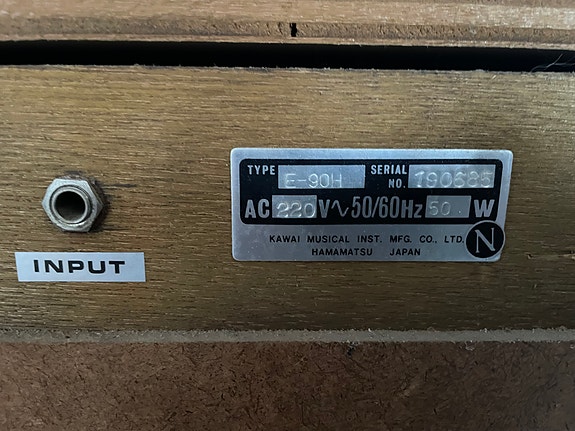 TYPE E-90H SERIAL NO. 190685
AC 220 V∿50/60Hz 50 W
KAWAI MUSICAL INST. MFG. CO., LTD.
HAMAMATSU JAPAN
N
INPUT